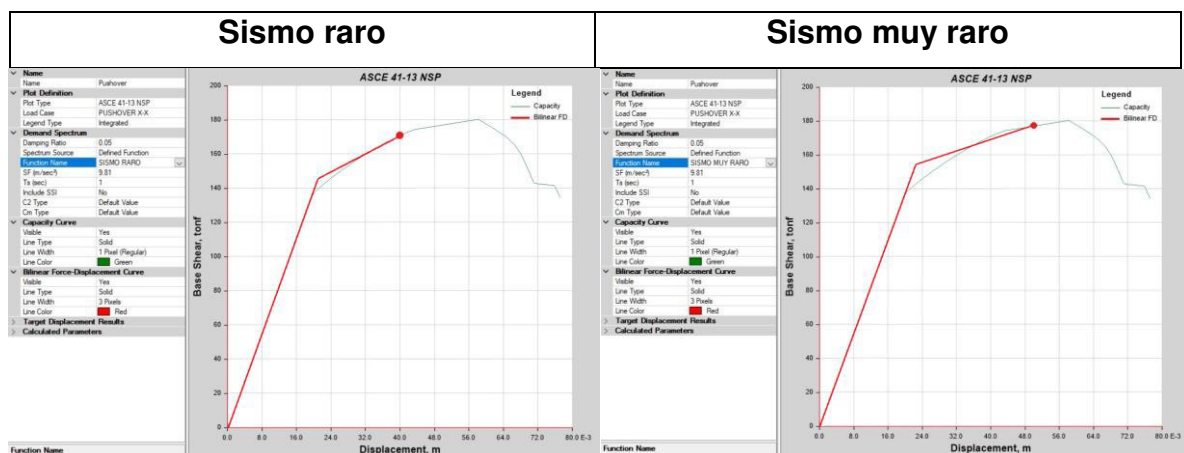 Sismo raro
Sismo muy raro
Name
Name Pushover
Plot Definition
Plot Type ASCE 41-13 NSP
Load Case PUSHOVER X-X
Legend Type Integrated
Demand Spectrum
Damping Ratio 0.05
Spectrum Source Defined Function
Function Name SISMO RARO
SF (m/sec²) 9.81
Ts (sec) 1
Include SSI No
C2 Type Default Value
Cm Type Default Value
Capacity Curve
Visible Yes
Line Type Solid
Line Width 1 Pixel (Regular)
Line Color Green
Bilinear Force-Displacement Curve
Visible Yes
Line Type Solid
Line Width 3 Pixels
Line Color Red
Target Displacement Results
Calculated Parameters
Function Name
ASCE 41-13 NSP
Legend
Capacity
Bilinear FD
Base Shear, tonf
200
180
160
140
120
100
80
60
40
20
0
0.0 8.0 16.0 24.0 32.0 40.0 48.0 56.0 64.0 72.0 80.0 E-3
Displacement, m
Name
Name Pushover
Plot Definition
Plot Type ASCE 41-13 NSP
Load Case PUSHOVER X-X
Legend Type Integrated
Demand Spectrum
Damping Ratio 0.05
Spectrum Source Defined Function
Function Name SISMO MUY RARO
SF (m/sec²) 9.81
Ts (sec) 1
Include SSI No
C2 Type Default Value
Cm Type Default Value
Capacity Curve
Visible Yes
Line Type Solid
Line Width 1 Pixel (Regular)
Line Color Green
Bilinear Force-Displacement Curve
Visible Yes
Line Type Solid
Line Width 3 Pixels
Line Color Red
Target Displacement Results
Calculated Parameters
Function Name
ASCE 41-13 NSP
Legend
Capacity
Bilinear FD
Base Shear, tonf
200
180
160
140
120
100
80
60
40
20
0
0.0 8.0 16.0 24.0 32.0 40.0 48.0 56.0 64.0 72.0 80.0 E-3
Displacement, m